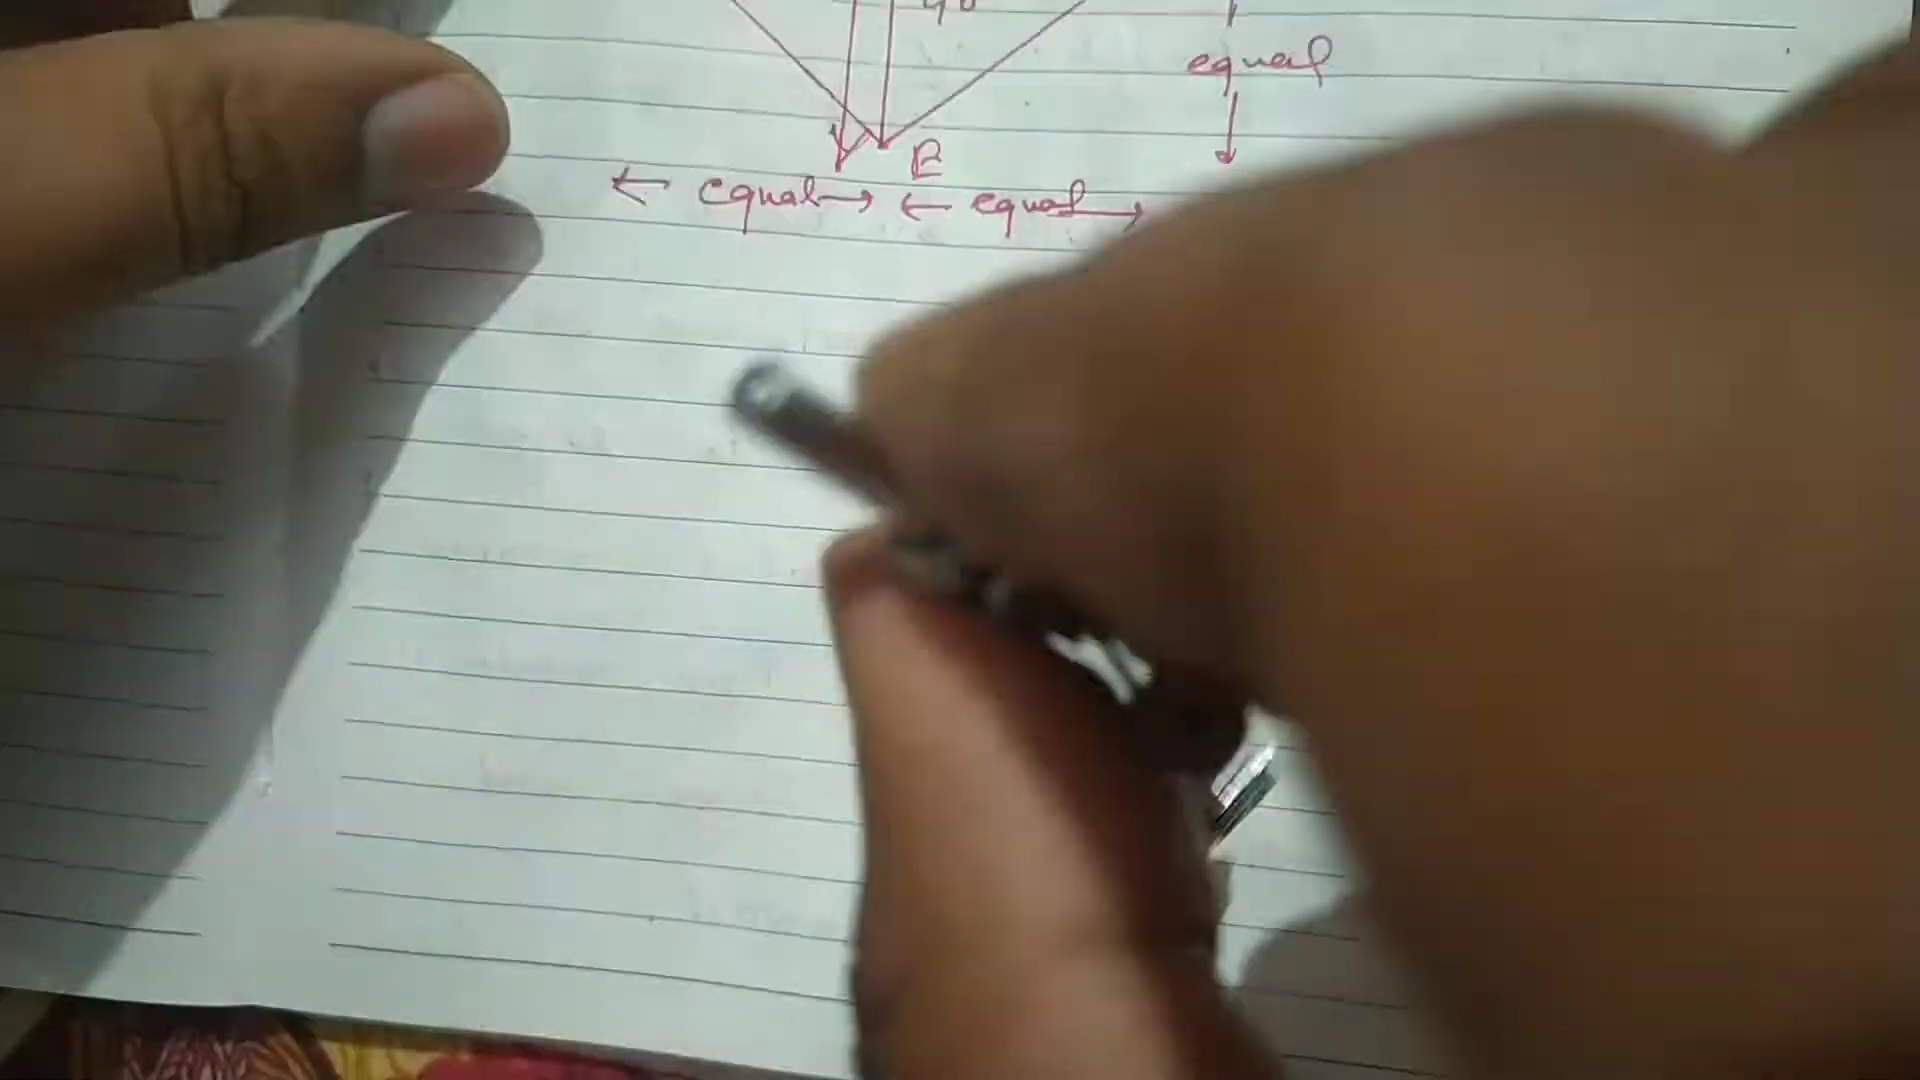 equal
B
← equal → ← equal →